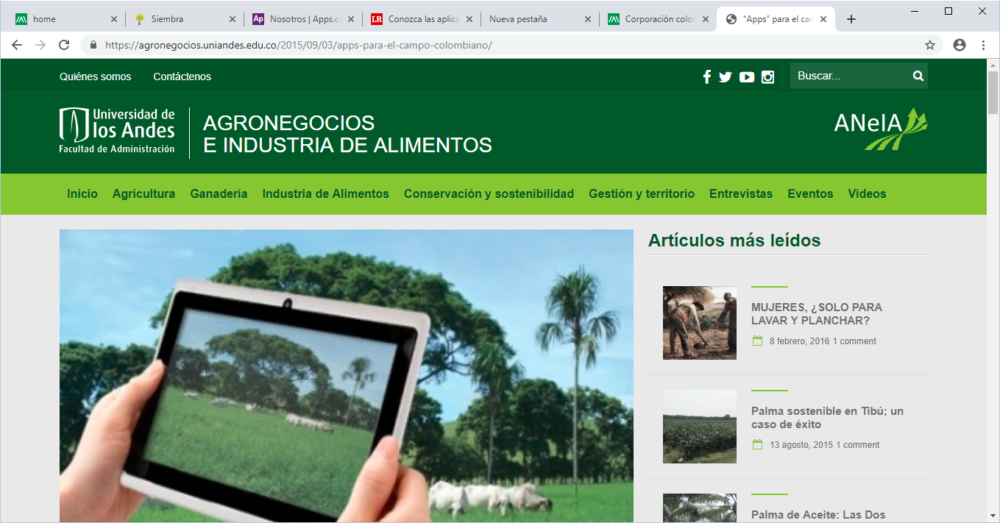 home
Siembra
Nosotros | Apps.co
Conozca las aplica
Nueva pestaña
Corporación colom
“Apps” para el car
https://agronegocios.uniandes.edu.co/2015/09/03/apps-para-el-campo-colombiano/
Quiénes somos
Contáctenos
Buscar...
Universidad de
los Andes
Facultad de Administración
AGRONEGOCIOS
E INDUSTRIA DE ALIMENTOS
ANeIA
Inicio Agricultura Ganadería Industria de Alimentos Conservación y sostenibilidad Gestión y territorio Entrevistas Eventos Videos
Artículos más leídos
MUJERES, ¿SOLO PARA
LAVAR Y PLANCHAR?
8 febrero, 2016 1 comment
Palma sostenible en Tibú; un
caso de éxito
13 agosto, 2015 1 comment
Palma de Aceite: Las Dos